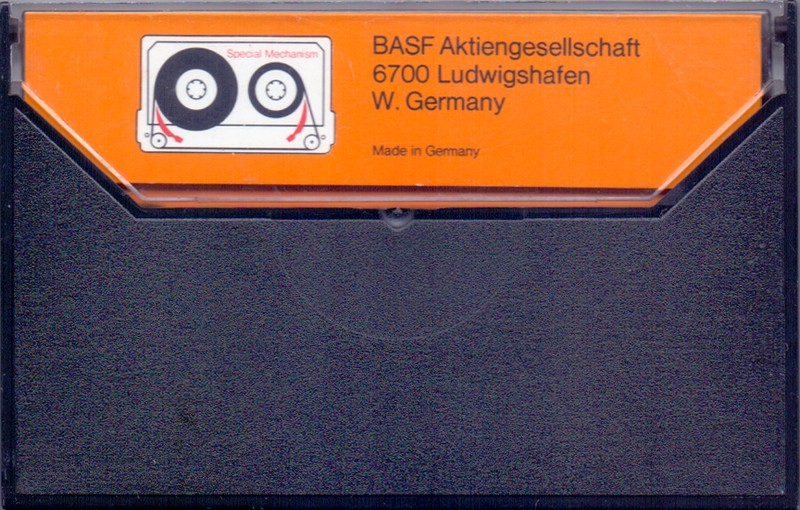 Special Mechanism
BASF Aktiengesellschaft
6700 Ludwigshafen
W. Germany
Made in Germany